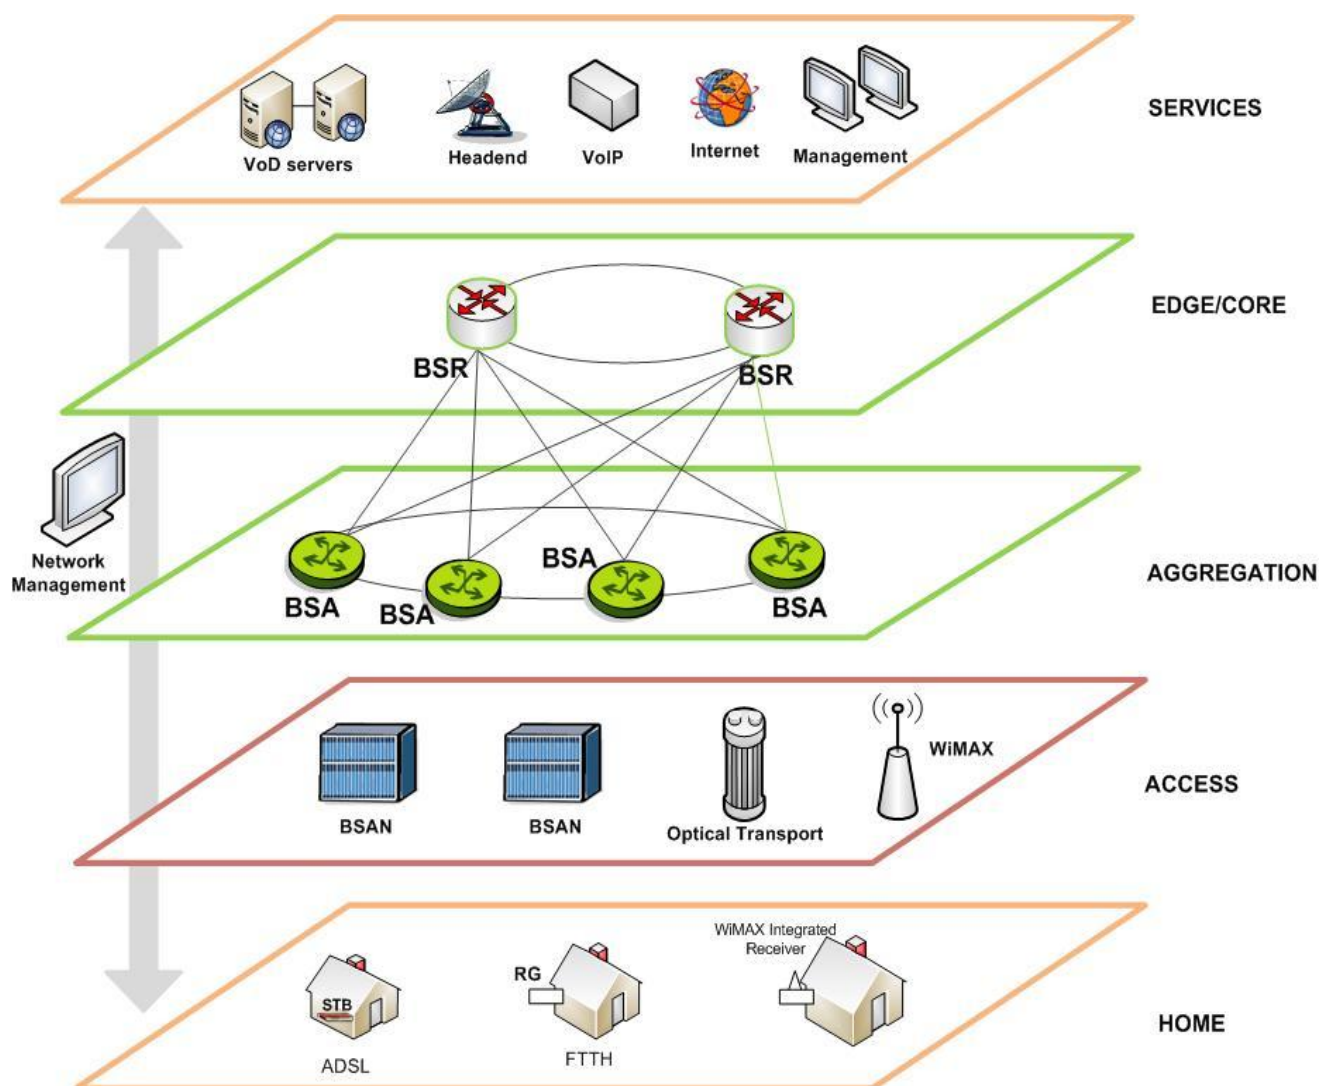 SERVICES
VoD servers
Headend
VoIP
Internet
Management
EDGE/CORE
BSR
BSR
Network
Management
AGGREGATION
BSA
BSA
BSA
BSA
ACCESS
BSAN
BSAN
Optical Transport
WiMAX
HOME
STB
ADSL
RG
FTTH
WiMAX Integrated
Receiver